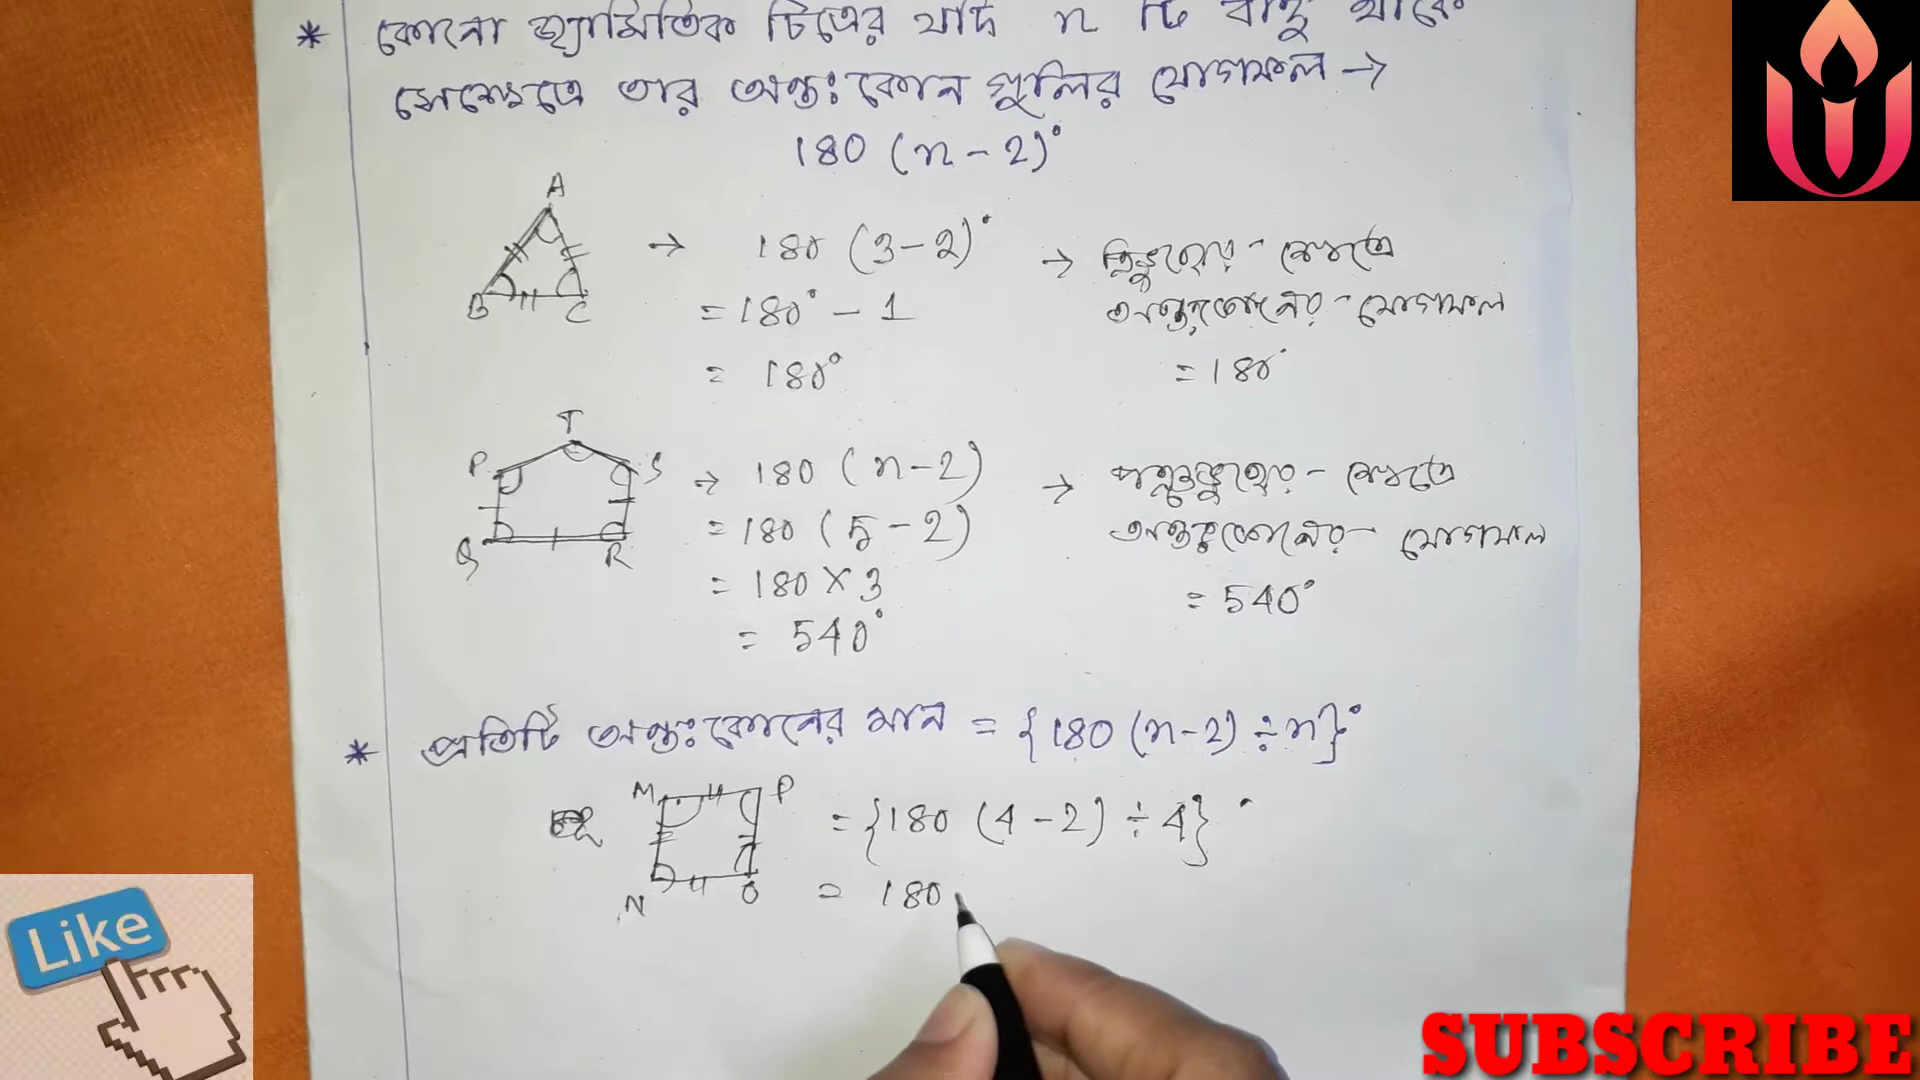 * কোনো জ্যামিতিক চিত্রের যদি n টি বাহু থাকে
সেক্ষেত্রে তার অন্তঃকোন গুলির যোগফল →
180 (n - 2)°
A
B C
→ 180 (3 - 2)°
= 180° - 1
= 180°
→ ত্রিভুজের - ক্ষেত্রে
অন্তঃকোনের - যোগফল
= 180°
T
P S
Q R
→ 180 (n - 2)
= 180 (5 - 2)
= 180 × 3
= 540°
→ পঞ্চভুজের - ক্ষেত্রে
অন্তঃকোনের - যোগফল
= 540°
* প্রতিটি অন্তঃকোনের মান = {180 (n - 2) ÷ n}°
M P
N O
= {180 (4 - 2) ÷ 4}°
= 180
Like
SUBSCRIBE